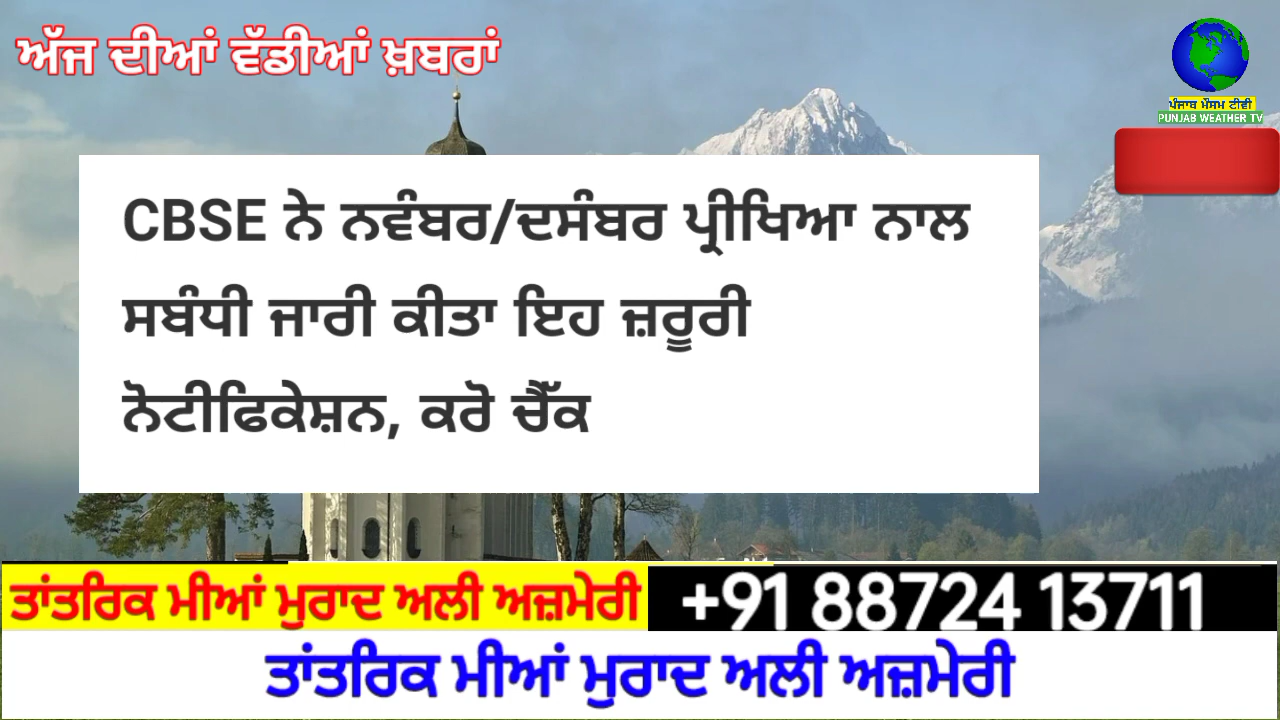 ਅੱਜ ਦੀਆਂ ਵੱਡੀਆਂ ਖ਼ਬਰਾਂ
ਪੰਜਾਬ ਮੌਸਮ ਟੀਵੀ
PUNJAB WEATHER TV
CBSE ਨੇ ਨਵੰਬਰ/ਦਸੰਬਰ ਪ੍ਰੀਖਿਆ ਨਾਲ
ਸਬੰਧੀ ਜਾਰੀ ਕੀਤਾ ਇਹ ਜ਼ਰੂਰੀ
ਨੋਟੀਫਿਕੇਸ਼ਨ, ਕਰੋ ਚੈੱਕ
ਤਾਂਤਰਿਕ ਮੀਆਂ ਮੁਰਾਦ ਅਲੀ ਅਜ਼ਮੇਰੀ +91 88724 13711
ਤਾਂਤਰਿਕ ਮੀਆਂ ਮੁਰਾਦ ਅਲੀ ਅਜ਼ਮੇਰੀ